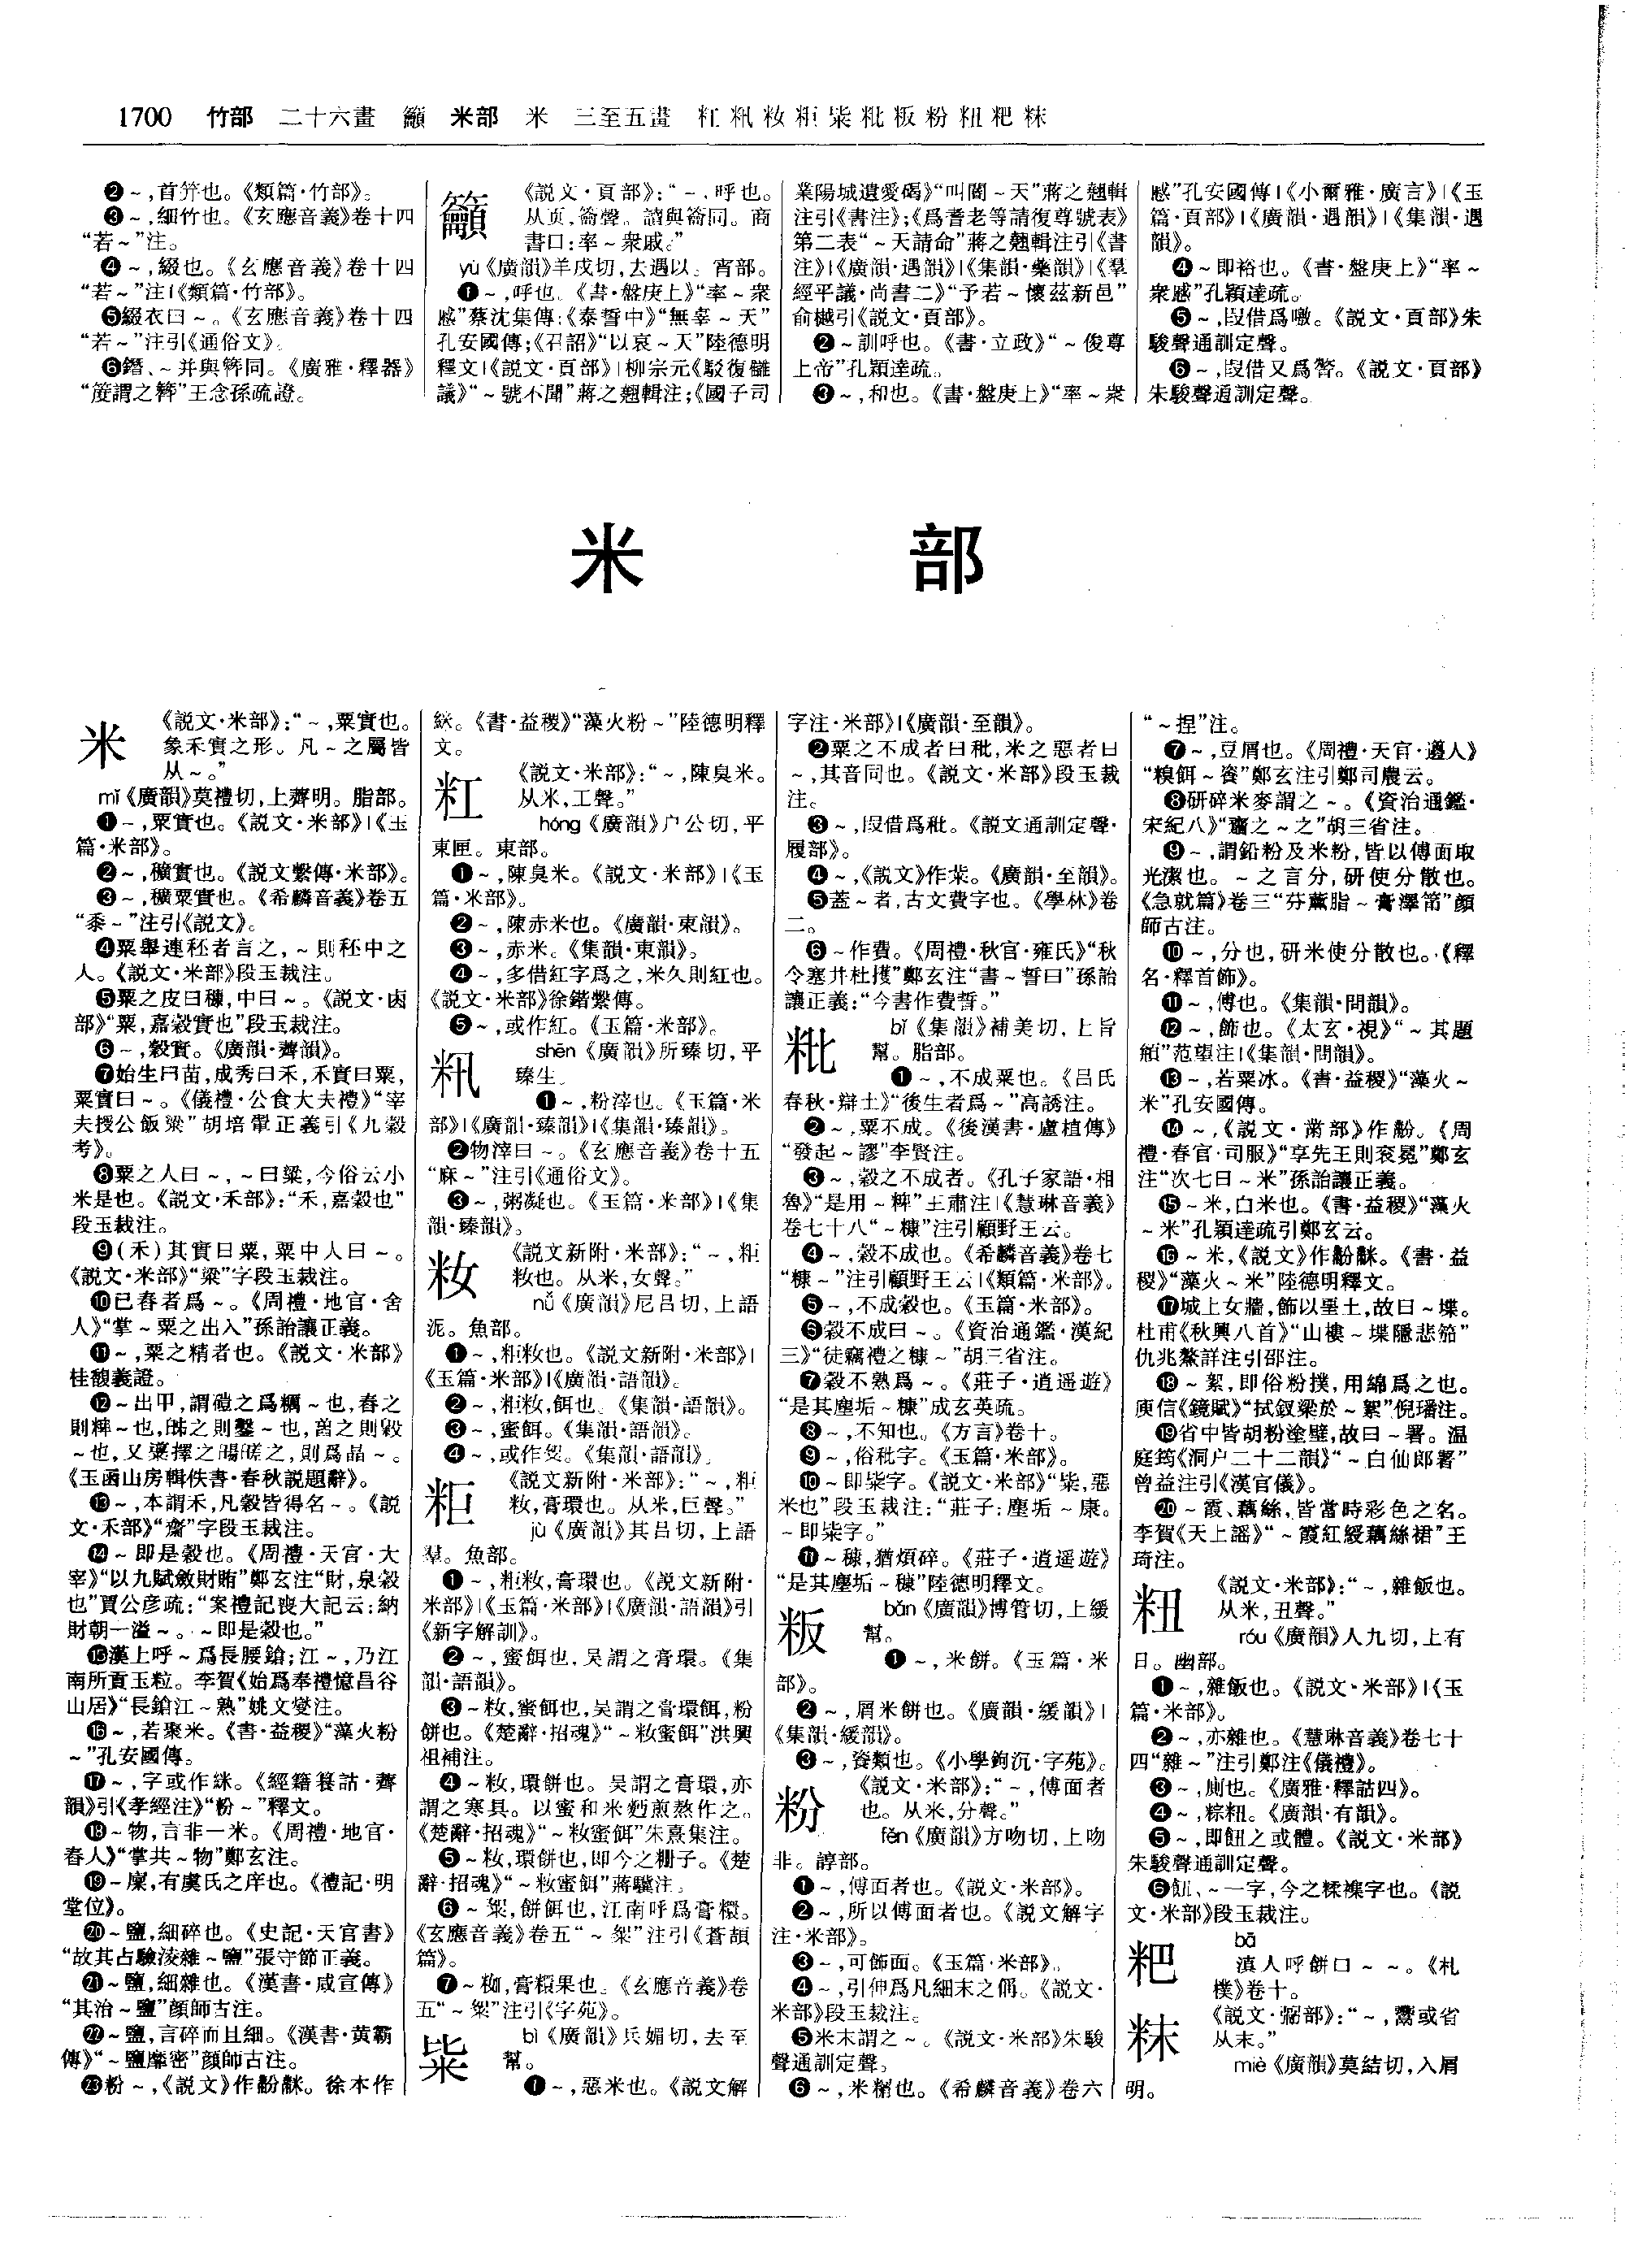 1700 竹部 二十六畫 籲 米部 米 三至五畫 粠籸籹粔粊粃粄粉粈粑粖
❷～,首筓也。《類篇·竹部》。
❸～,細竹也。《玄應音義》卷十四
“若～”注。
❹～,綴也。《玄應音義》卷十四
“若～”注|《類篇·竹部》。
❺綴衣曰～。《玄應音義》卷十四
“若～”注引《通俗文》。
❻鐕、～并與簪同。《廣雅·釋器》
“簁謂之簪”王念孫疏證。
籲
《説文·頁部》:“～,呼也。
从頁,籥聲。讀與籥同。商
書曰:率～衆戚。”
yù《廣韻》羊戍切,去遇以。宵部。
❶～,呼也。《書·盤庚上》“率～衆
慼”蔡沈集傳;《泰誓中》“無辜～天”
孔安國傳;《召誥》“以哀～天”陸德明
釋文|《説文·頁部》|柳宗元《駁復讎
議》“～號不聞”蔣之翹輯注;《國子司
業陽城遺愛碣》“叫閽～天”蔣之翹輯
注引《書注》;《爲耆老等請復尊號表》
第二表“～天請命”蔣之翹輯注引《書
注》|《廣韻·遇韻》|《集韻·藥韻》|《羣
經平議·尚書二》“予若～懷茲新邑”
俞樾引《説文·頁部》。
❷～訓呼也。《書·立政》“～俊尊
上帝”孔穎達疏。
❸～,和也。《書·盤庚上》“率～衆
慼”孔安國傳|《小爾雅·廣言》|《玉
篇·頁部》|《廣韻·遇韻》|《集韻·遇
韻》。
❹～即裕也。《書·盤庚上》“率～
衆慼”孔穎達疏。
❺～,叚借爲噭。《説文·頁部》朱
駿聲通訓定聲。
❻～,叚借又爲警。《説文·頁部》
朱駿聲通訓定聲。
米 部
米
《説文·米部》:“～,粟實也。
象禾實之形。凡～之屬皆
从～。”
mǐ《廣韻》莫禮切,上薺明。脂部。
❶～,粟實也。《説文·米部》|《玉
篇·米部》。
❷～,穬實也。《説文繫傳·米部》。
❸～,穬粟實也。《希麟音義》卷五
“黍～”注引《説文》。
❹粟舉連秠者言之,～則秠中之
人。《説文·米部》段玉裁注。
❺粟之皮曰穅,中曰～。《説文·㔽
部》“粟,嘉穀實也”段玉裁注。
❻～,穀實。《廣韻·薺韻》。
❼始生曰苗,成秀曰禾,禾實曰粟,
粟實曰～。《儀禮·公食大夫禮》“宰
夫授公飯粱”胡培翬正義引《九穀
考》。
❽粟之人曰～,～曰粱,今俗云小
米是也。《説文·禾部》:“禾,嘉穀也”
段玉裁注。
❾(禾)其實曰粟,粟中人曰～。
《説文·米部》“粱”字段玉裁注。
❿已舂者爲～。《周禮·地官·舍
人》“掌～粟之出入”孫詒讓正義。
⓫～,粟之精者也。《説文·米部》
桂馥義證。
⓬～出甲,謂磑之爲糲～也,舂之
則粺～也,䑔之則糳～也,舀之則毇
～也,又䆃擇之暘䁟之,則爲晶～。
《玉函山房輯佚書·春秋説題辭》。
⓭～,本謂禾,凡穀皆得名～。《説
文·禾部》“齋”字段玉裁注。
⓮～即是穀也。《周禮·天官·大
宰》“以九賦斂財賄”鄭玄注“財,泉穀
也”賈公彦疏:“案禮記喪大記云:納
財朝一溢～。～即是穀也。”
⓯漢上呼～爲長腰鎗;江～,乃江
南所貢玉粒。李賀《始爲奉禮憶昌谷
山居》“長鎗江～熟”姚文燮注。
⓰～,若聚米。《書·益稷》“藻火粉
～”孔安國傳。
⓱～,字或作絲。《經籍籑詁·薺
韻》引《孝經注》“粉～”釋文。
⓲～物,言非一米。《周禮·地官·
舂人》“掌共～物”鄭玄注。
⓳～廩,有虞氏之庠也。《禮記·明
堂位》。
⓴～鹽,細碎也。《史記·天官書》
“故其占驗淩雜～鹽”張守節正義。
㉑～鹽,細雜也。《漢書·咸宣傳》
“其治～鹽”顔師古注。
㉒～鹽,言碎而且細。《漢書·黄霸
傳》“～鹽靡密”顔師古注。
㉓粉～,《説文》作黺䋛。徐本作
䋛。《書·益稷》“藻火粉～”陸德明釋
文。
粠
《説文·米部》:“～,陳臭米。
从米,工聲。”
hóng《廣韻》户公切,平
東匣。東部。
❶～,陳臭米。《説文·米部》|《玉
篇·米部》。
❷～,陳赤米也。《廣韻·東韻》。
❸～,赤米。《集韻·東韻》。
❹～,多借紅字爲之,米久則紅也。
《説文·米部》徐鍇繫傳。
❺～,或作紅。《玉篇·米部》。
籸
shēn《廣韻》所臻切,平
臻生。
❶～,粉滓也。《玉篇·米
部》|《廣韻·臻韻》|《集韻·臻韻》。
❷物滓曰～。《玄應音義》卷十五
“麻～”注引《通俗文》。
❸～,粥凝也。《玉篇·米部》|《集
韻·臻韻》。
籹
《説文新附·米部》:“～,粔
籹也。从米,女聲。”
nǚ《廣韻》尼吕切,上語
泥。魚部。
❶～,粔籹也。《説文新附·米部》|
《玉篇·米部》|《廣韻·語韻》。
❷～,粔籹,餌也。《集韻·語韻》。
❸～,蜜餌。《集韻·語韻》。
❹～,或作㚢。《集韻·語韻》。
粔
《説文新附·米部》:“～,粔
籹,膏環也。从米,巨聲。”
jù《廣韻》其吕切,上語
羣。魚部。
❶～,粔籹,膏環也。《説文新附·
米部》|《玉篇·米部》|《廣韻·語韻》引
《新字解訓》。
❷～,蜜餌也,吴謂之膏環。《集
韻·語韻》。
❸～籹,蜜餌也,吴謂之膏環餌,粉
餅也。《楚辭·招魂》“～籹蜜餌”洪興
祖補注。
❹～籹,環餅也。吴謂之膏環,亦
謂之寒具。以蜜和米麪煎熬作之。
《楚辭·招魂》“～籹蜜餌”朱熹集注。
❺～籹,環餅也,即今之棚子。《楚
辭·招魂》“～籹蜜餌”蔣驥注。
❻～䊆,餅餌也,江南呼爲膏糫。
《玄應音義》卷五“～䊆”注引《蒼頡
篇》。
❼～䊆,膏糫果也。《玄應音義》卷
五“～䊆”注引《字苑》。
粊
bì《廣韻》兵媚切,去至
幫。
❶～,惡米也。《説文解
字注·米部》|《廣韻·至韻》。
❷粟之不成者曰秕,米之惡者曰
～,其音同也。《説文·米部》段玉裁
注。
❸～,叚借爲秕。《説文通訓定聲·
履部》。
❹～,《説文》作䊧。《廣韻·至韻》。
❺蓋～者,古文費字也。《學林》卷
二。
❻～作費。《周禮·秋官·雍氏》“秋
令塞井杜擭”鄭玄注“書～誓曰”孫詒
讓正義:“今書作費誓。”
粃
bǐ《集韻》補美切,上旨
幫。脂部。
❶～,不成粟也。《吕氏
春秋·辯土》“後生者爲～”高誘注。
❷～,粟不成。《後漢書·盧植傳》
“發起～謬”李賢注。
❸～,穀之不成者。《孔子家語·相
魯》“是用～粺”王肅注|《慧琳音義》
卷七十八“～糠”注引顧野王云。
❹～,穀不成也。《希麟音義》卷七
“糠～”注引顧野王云|《類篇·米部》。
❺～,不成穀也。《玉篇·米部》。
❻穀不成曰～。《資治通鑑·漢紀
三》“徒竊禮之糠～”胡三省注。
❼穀不熟爲～。《莊子·逍遥遊》
“是其塵垢～糠”成玄英疏。
❽～,不知也。《方言》卷十。
❾～,俗秕字。《玉篇·米部》。
❿～即粊字。《説文·米部》“粊,惡
米也”段玉裁注:“莊子:塵垢～康。
～即粊字。”
⓫～穅,猶煩碎。《莊子·逍遥遊》
“是其塵垢～穅”陸德明釋文。
粄
bǎn《廣韻》博管切,上緩
幫。
❶～,米餅。《玉篇·米
部》。
❷～,屑米餅也。《廣韻·緩韻》|
《集韻·緩韻》。
❸～,餈類也。《小學鉤沉·字苑》。
粉
《説文·米部》:“～,傅面者
也。从米,分聲。”
fěn《廣韻》方吻切,上吻
非。諄部。
❶～,傅面者也。《説文·米部》。
❷～,所以傅面者也。《説文解字
注·米部》。
❸～,可飾面。《玉篇·米部》。
❹～,引伸爲凡細末之偁。《説文·
米部》段玉裁注。
❺米末謂之～。《説文·米部》朱駿
聲通訓定聲。
❻～,米糏也。《希麟音義》卷六
“～捏”注。
❼～,豆屑也。《周禮·天官·籩人》
“糗餌～餈”鄭玄注引鄭司農云。
❽研碎米麥謂之～。《資治通鑑·
宋紀八》“齏之～之”胡三省注。
❾～,謂鉛粉及米粉,皆以傅面取
光潔也。～之言分,研使分散也。
《急就篇》卷三“芬薰脂～膏澤筩”顔
師古注。
❿～,分也,研米使分散也。《釋
名·釋首飾》。
⓫～,傅也。《集韻·問韻》。
⓬～,飾也。《太玄·視》“～其題
頯”范望注|《集韻·問韻》。
⓭～,若粟冰。《書·益稷》“藻火～
米”孔安國傳。
⓮～,《説文·黹部》作黺。《周
禮·春官·司服》“享先王則衮冕”鄭玄
注“次七曰～米”孫詒讓正義。
⓯～米,白米也。《書·益稷》“藻火
～米”孔穎達疏引鄭玄云。
⓰～米,《説文》作黺䋛。《書·益
稷》“藻火～米”陸德明釋文。
⓱城上女牆,飾以堊土,故曰～堞。
杜甫《秋興八首》“山樓～堞隱悲笳”
仇兆鰲詳注引邵注。
⓲～絮,即俗粉撲,用綿爲之也。
庾信《鏡賦》“拭釵粱於～絮”倪璠注。
⓳省中皆胡粉塗壁,故曰～署。温
庭筠《洞户二十二韻》“～白仙郎署”
曾益注引《漢官儀》。
⓴～霞、藕絲,皆當時彩色之名。
李賀《天上謡》“～霞紅綬藕絲裙”王
琦注。
粈
《説文·米部》:“～,雜飯也。
从米,丑聲。”
róu《廣韻》人九切,上有
日。幽部。
❶～,雜飯也。《説文·米部》|《玉
篇·米部》。
❷～,亦雜也。《慧琳音義》卷七十
四“雜～”注引鄭注《儀禮》。
❸～,廁也。《廣雅·釋詁四》。
❹～,粽粈。《廣韻·有韻》。
❺～,即飷之或體。《説文·米部》
朱駿聲通訓定聲。
❻飷、～一字,今之糅䊱字也。《説
文·米部》段玉裁注。
粑
bā
滇人呼餅曰～～。《札
樸》卷十。
粖
《説文·䰜部》:“～,鬻或省
从末。”
miè《廣韻》莫結切,入屑
明。